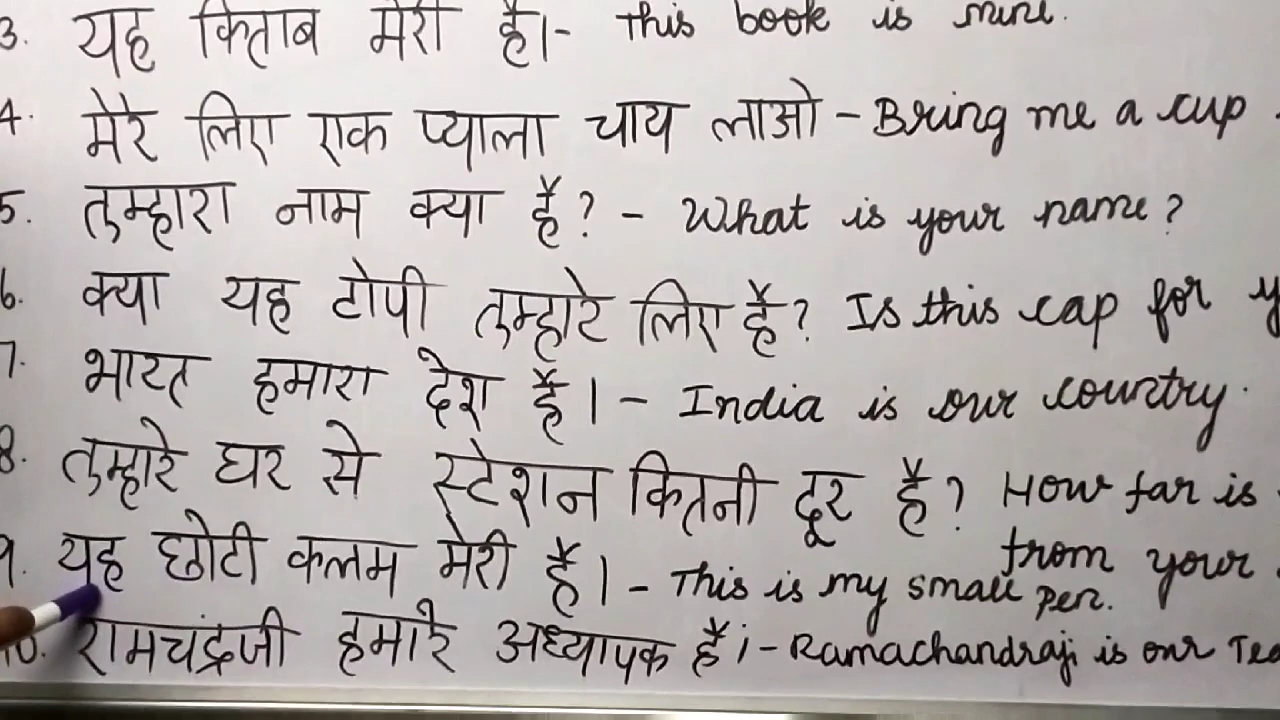 3. यह किताब मेरी है।- This book is mine.
4. मेरे लिए एक प्याला चाय लाओ - Bring me a cup
5. तुम्हारा नाम क्या है? - What is your name?
6. क्या यह टोपी तुम्हारे लिए है? Is this cap for
7. भारत हमारा देश है। - India is our country.
8. तुम्हारे घर से स्टेशन कितनी दूर है? How far is
from your
9. यह छोटी कलम मेरी है। - This is my small pen.
10. रामचंद्रजी हमारे अध्यापक हैं।- Ramachandraji is our